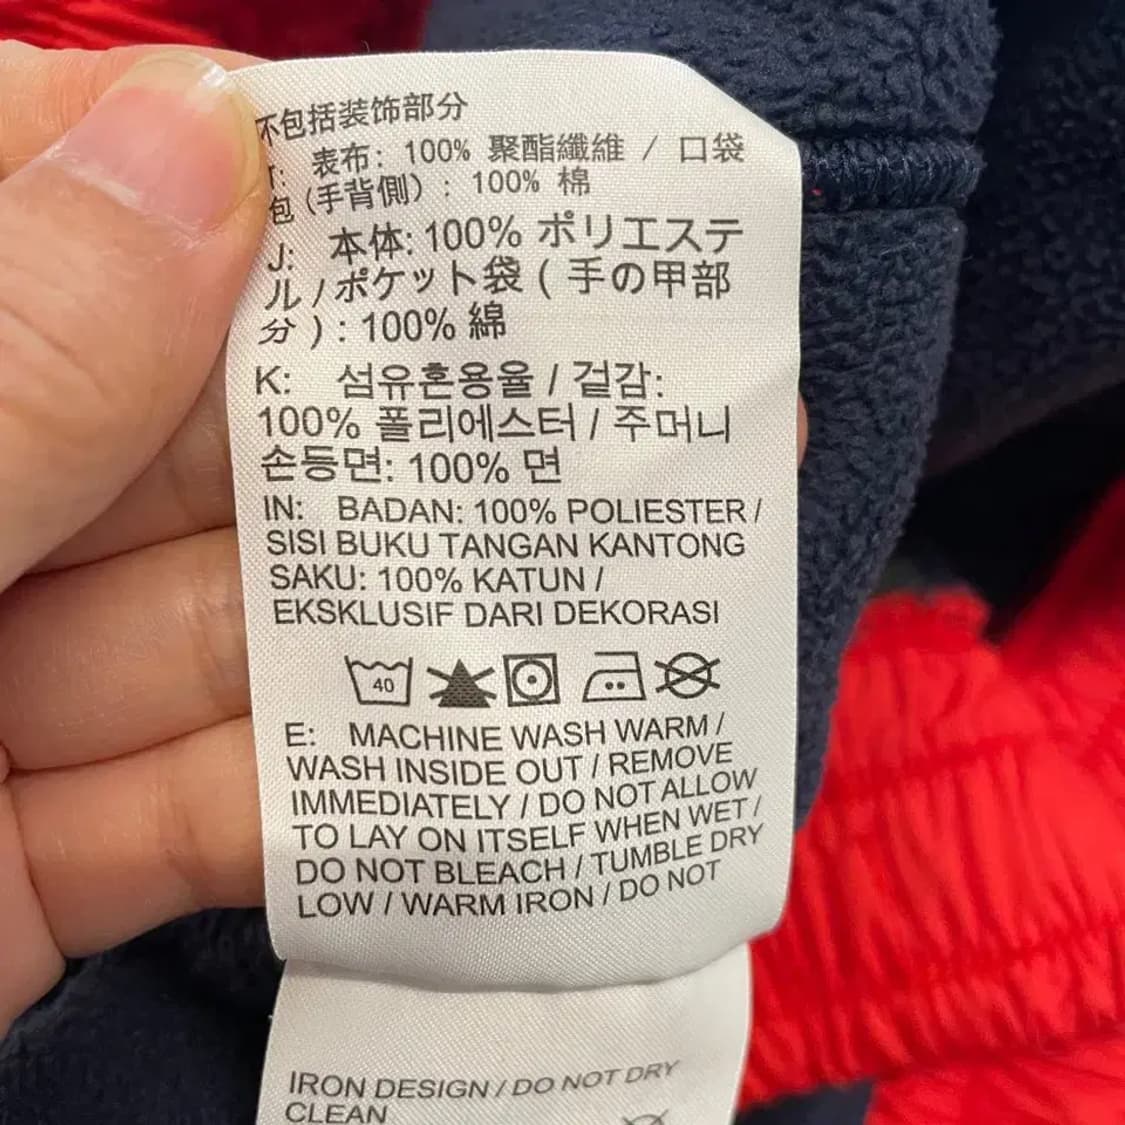 不包括装饰部分
T: 表布: 100% 聚酯纖維 / 口袋
包 (手背側) : 100% 棉
J: 本体: 100% ポリエステ
ル / ポケット袋 ( 手の甲部
分 ) : 100% 綿
K: 섬유혼용율 / 겉감:
100% 폴리에스터 / 주머니
손등면: 100% 면
IN: BADAN: 100% POLIESTER /
SISI BUKU TANGAN KANTONG
SAKU: 100% KATUN /
EKSKLUSIF DARI DEKORASI
40
E: MACHINE WASH WARM /
WASH INSIDE OUT / REMOVE
IMMEDIATELY / DO NOT ALLOW
TO LAY ON ITSELF WHEN WET /
DO NOT BLEACH / TUMBLE DRY
LOW / WARM IRON / DO NOT
IRON DESIGN / DO NOT DRY
CLEAN